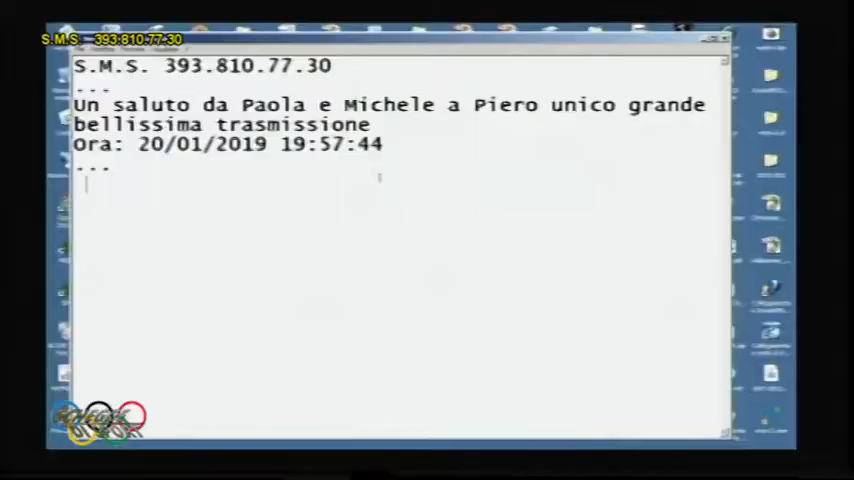 S.M.S. 393.810.77.30
S.M.S. 393.810.77.30
...
Un saluto da Paola e Michele a Piero unico grande
bellissima trasmissione
Ora: 20/01/2019 19:57:44
...